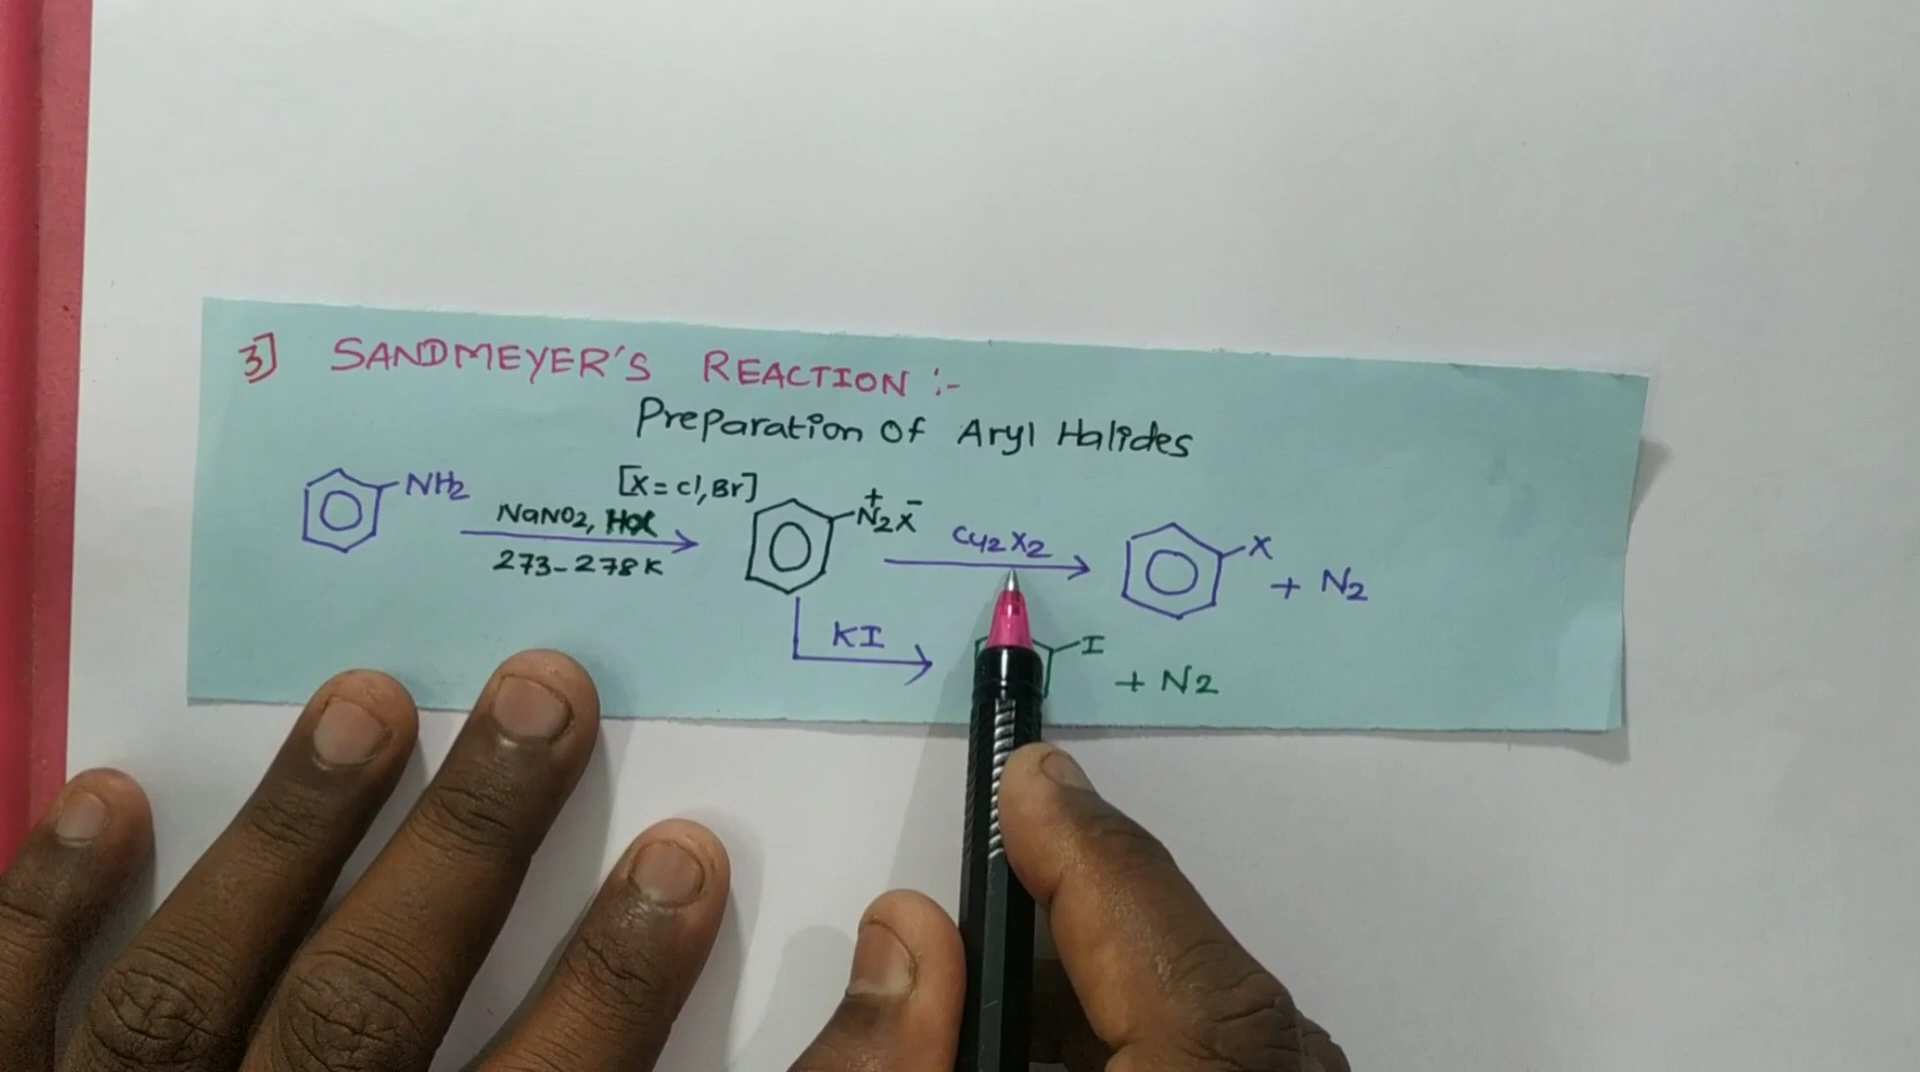 3] SANDMEYER'S REACTION :-
Preparation Of Aryl Halides
NH2 NaNO2, HX [X = Cl, Br] N2X + - Cu2X2 X + N2
273-278K
KI I + N2